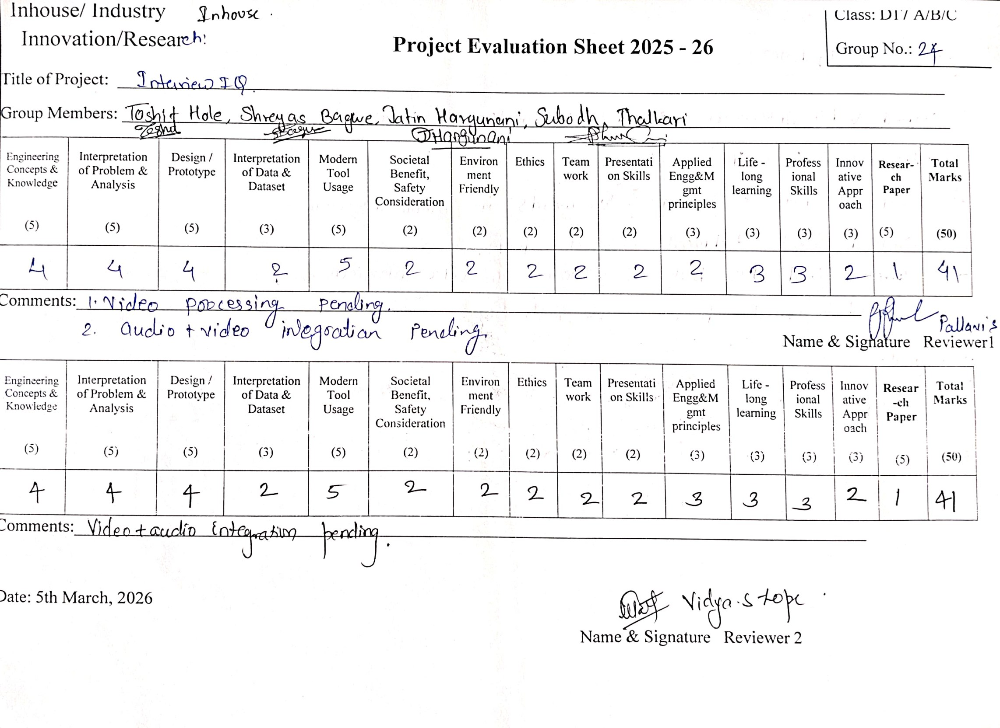 Inhouse/ Industry Inhouse.
Innovation/Research:
Class: D17 A/B/C
Project Evaluation Sheet 2025 - 26
Group No.:
Title of Project: Interview IQ.
Group Members: Toshit Hole, Shreyas Bagwe, Jatin Hargunani, Subodh Thalkari
JHargunani
Engineering Concepts & Knowledge (5) | Interpretation of Problem & Analysis (5) | Design / Prototype (5) | Interpretation of Data & Dataset (3) | Modern Tool Usage (5) | Societal Benefit, Safety Consideration (2) | Environ ment Friendly (2) | Ethics (2) | Team work (2) | Presentati on Skills (2) | Applied Engg&M gmt principles (3) | Life - long learning (3) | Profess ional Skills (3) | Innov ative Appr oach (3) | Resear- ch Paper (5) | Total Marks (50)
4 4 4 2 5 2 2 2 2 2 2 3 3 2 1 41
Comments: 1. Video processing pending.
2. audio + video integration pending.
Pallavi S
Name & Signature Reviewer1
Engineering Concepts & Knowledge (5) | Interpretation of Problem & Analysis (5) | Design / Prototype (5) | Interpretation of Data & Dataset (3) | Modern Tool Usage (5) | Societal Benefit, Safety Consideration (2) | Environ ment Friendly (2) | Ethics (2) | Team work (2) | Presentati on Skills (2) | Applied Engg&M gmt principles (3) | Life - long learning (3) | Profess ional Skills (3) | Innov ative Appr oach (3) | Resear -ch Paper (5) | Total Marks (50)
4 4 4 2 5 2 2 2 2 2 3 3 3 2 1 41
Comments: Video + audio integration pending.
Date: 5th March, 2026
Vidya.S tope
Name & Signature Reviewer 2